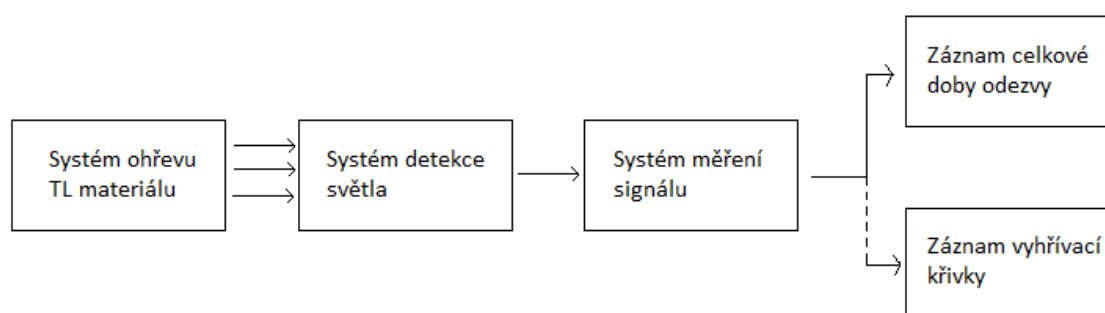 Systém ohřevu
TL materiálu
Systém detekce
světla
Systém měření
signálu
Záznam celkové
doby odezvy
Záznam vyhřívací
křivky